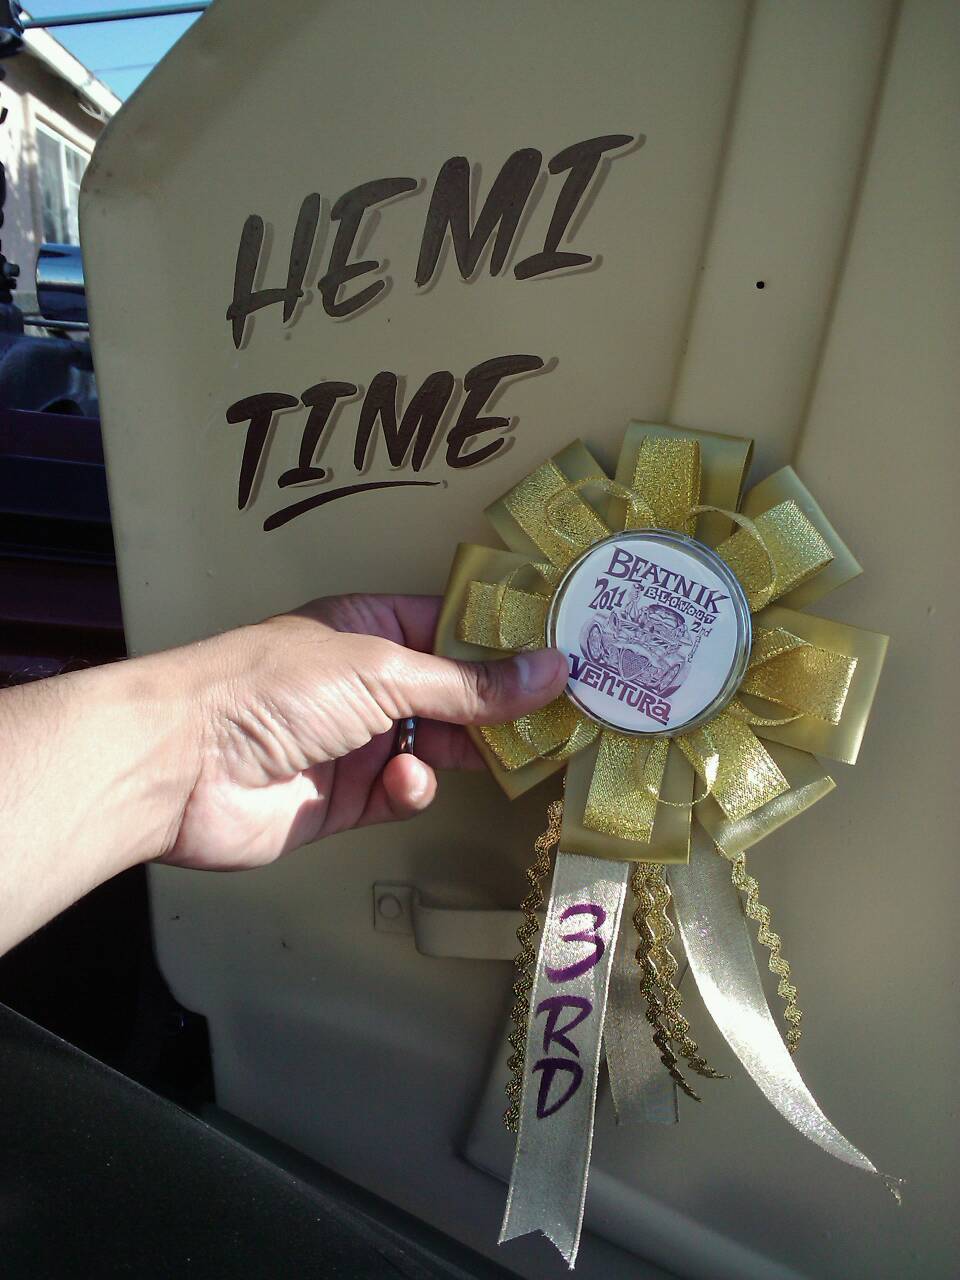 HEMI
TIME
BEATNIK
BLOWOUT
2011
2nd
VENTURA
3RD